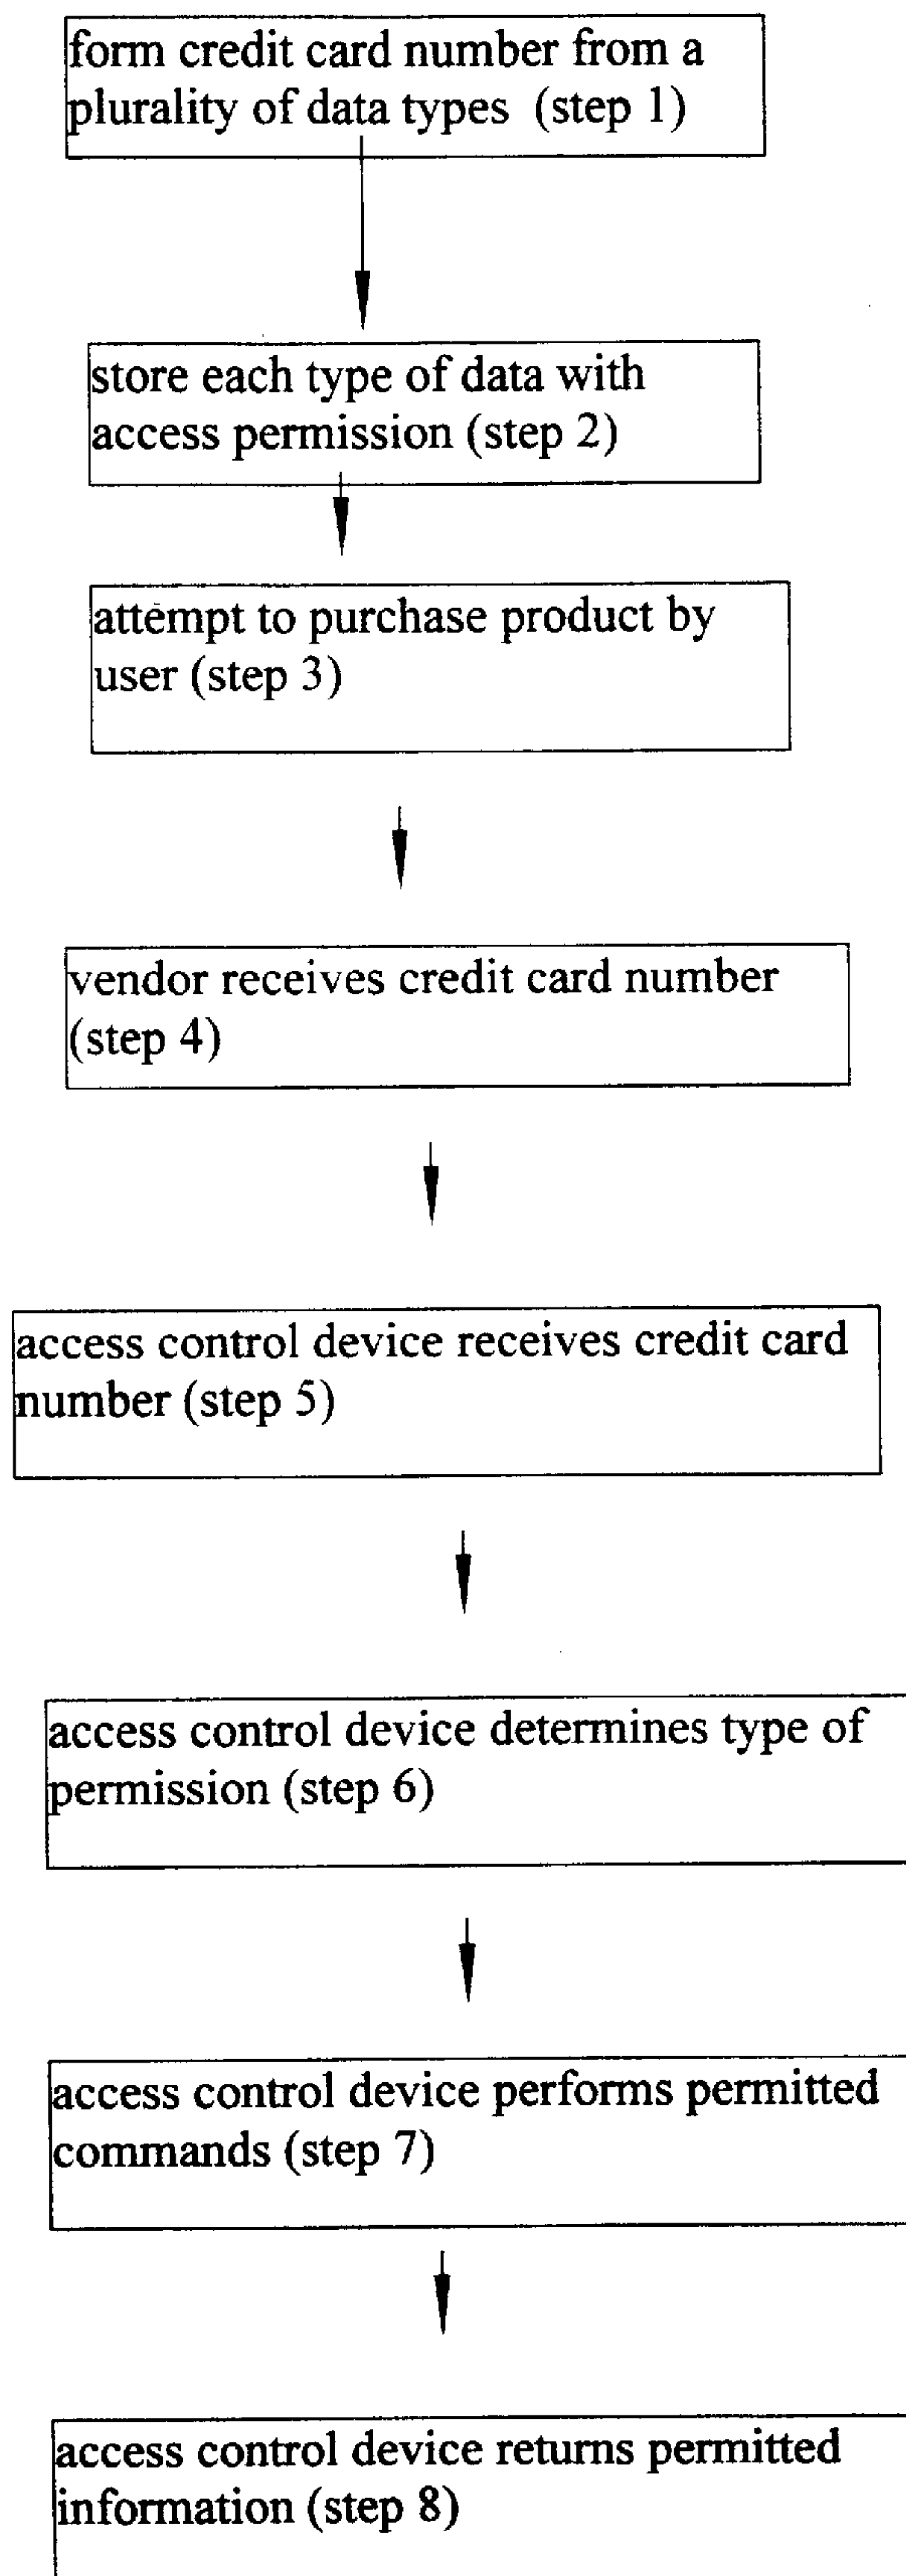 form credit card number from a
plurality of data types (step 1)
store each type of data with
access permission (step 2)
attempt to purchase product by
user (step 3)
vendor receives credit card number
(step 4)
access control device receives credit card
number (step 5)
access control device determines type of
permission (step 6)
access control device performs permitted
commands (step 7)
access control device returns permitted
information (step 8)